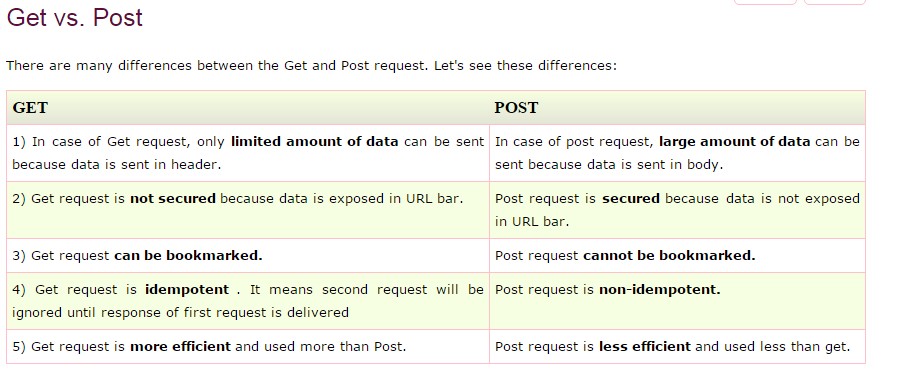 Get vs. Post
There are many differences between the Get and Post request. Let's see these differences:
GET
POST
1) In case of Get request, only limited amount of data can be sent
because data is sent in header.
In case of post request, large amount of data can be
sent because data is sent in body.
2) Get request is not secured because data is exposed in URL bar.
Post request is secured because data is not exposed
in URL bar.
3) Get request can be bookmarked.
Post request cannot be bookmarked.
4) Get request is idempotent . It means second request will be
ignored until response of first request is delivered
Post request is non-idempotent.
5) Get request is more efficient and used more than Post.
Post request is less efficient and used less than get.